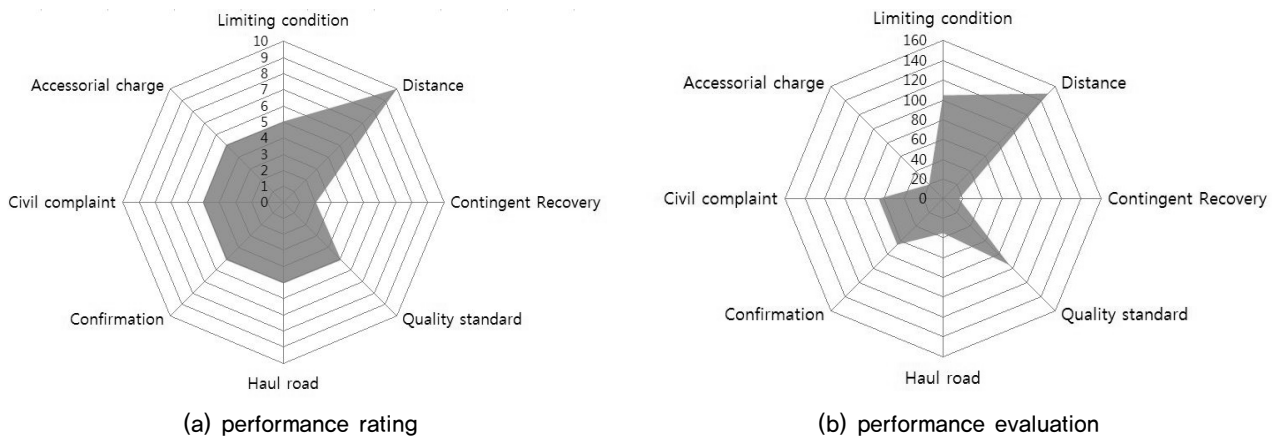 Limiting condition
10
9
8
7
6
5
4
3
2
1
0
Distance
Contingent Recovery
Quality standard
Haul road
Confirmation
Civil complaint
Accessorial charge
(a) performance rating
Limiting condition
160
140
120
100
80
60
40
20
0
Distance
Contingent Recovery
Quality standard
Haul road
Confirmation
Civil complaint
Accessorial charge
(b) performance evaluation